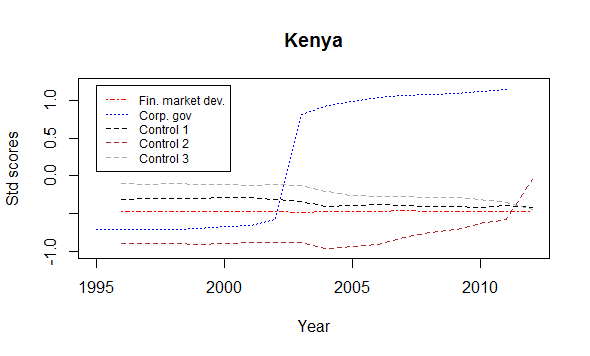 Kenya
Std scores
1.0
0.5
0.0
-1.0
Fin. market dev.
Corp. gov
Control 1
Control 2
Control 3
1995
2000
2005
2010
Year